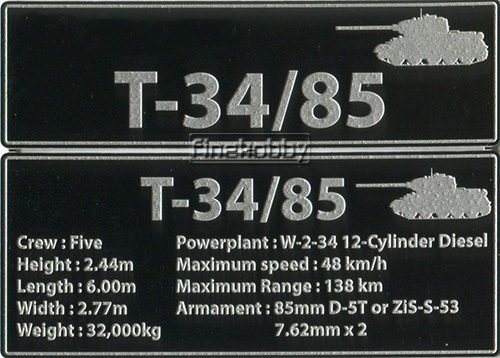 T-34/85
finehobby
T-34/85
Crew : Five
Height : 2.44m
Length : 6.00m
Width : 2.77m
Weight : 32,000kg
Powerplant : W-2-34 12-Cylinder Diesel
Maximum speed : 48 km/h
Maximum Range : 138 km
Armament : 85mm D-5T or ZiS-S-53
7.62mm x 2